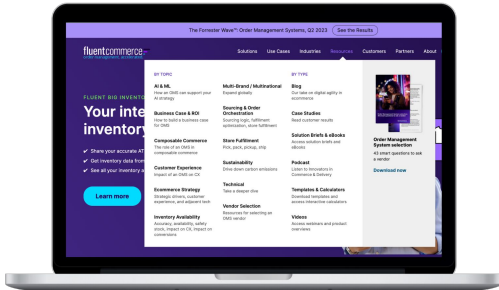 The Forrester Wave™: Order Management Systems, Q2 2023
See the Results
fluentcommerce
order management, accelerated.
Solutions
Use Cases
Industries
Resources
Customers
Partners
About
FLUENT BIG INVENTO
Your inte
inventory
✓ Share your accurate AT
✓ Get inventory data from
✓ See all your inventory a
Learn more
BY TOPIC
AI & ML
How an OMS can support your
AI strategy
Business Case & ROI
How to build a business case
for OMS
Composable Commerce
The role of an OMS in
composable commerce
Customer Experience
Impact of an OMS on CX
Ecommerce Strategy
Strategic drivers, customer
experience, and adjacent tech
Inventory Availability
Accuracy, availability, safety
stock, impact on CX, impact on
conversions
Multi-Brand / Multinational
Expand globally
Sourcing & Order
Orchestration
Sourcing logic, fulfilment
optimisation, store fulfilment
Store Fulfillment
Pick, pack, pickup, ship
Sustainability
Drive down carbon emissions
Technical
Take a deeper dive
Vendor Selection
Resources for selecting an
OMS vendor
BY TYPE
Blog
Our take on digital agility in
ecommerce
Case Studies
Read customer results
Solution Briefs & eBooks
Access solution briefs and
eBooks
Podcast
Listen to innovators in
Commerce & Delivery
Templates & Calculators
Download templates and
access interactive calculators
Videos
Access webinars and product
overviews
Order Management
System selection
43 smart questions to ask
a vendor
Download now